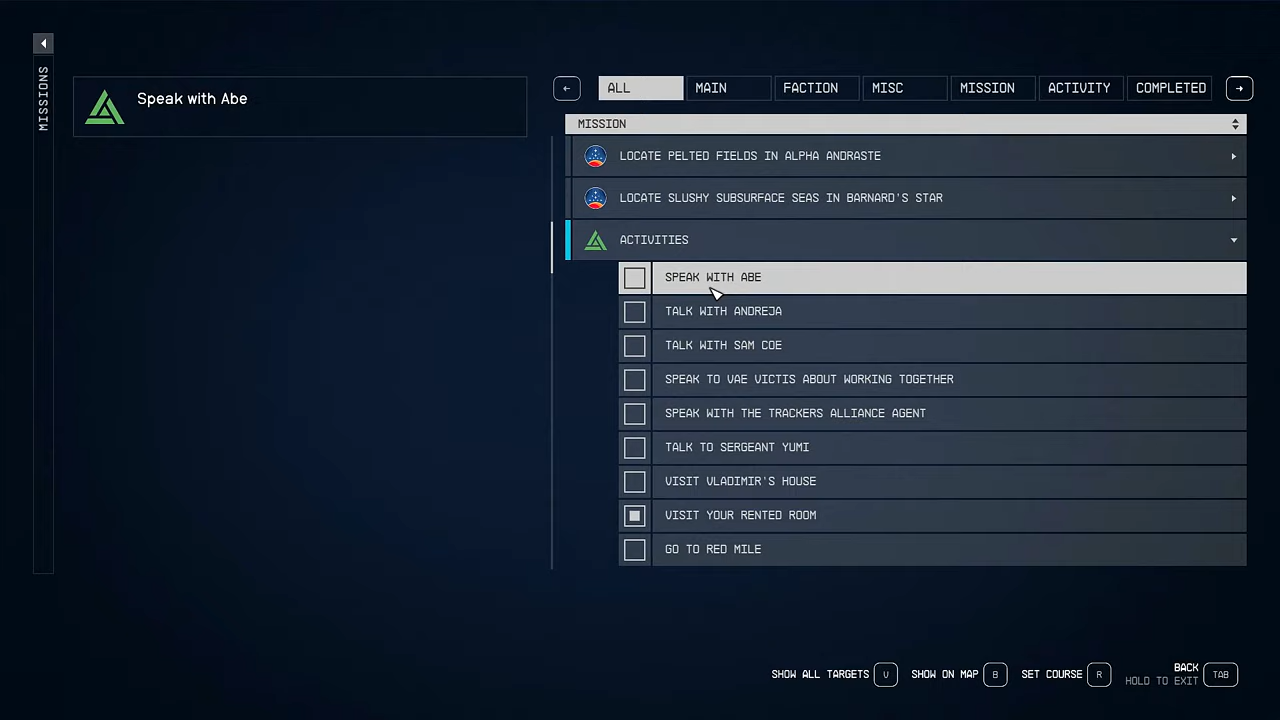 MISSIONS
Speak with Abe
ALL
MAIN
FACTION
MISC
MISSION
ACTIVITY
COMPLETED
MISSION
LOCATE PELTED FIELDS IN ALPHA ANDRASTE
LOCATE SLUSHY SUBSURFACE SEAS IN BARNARD'S STAR
ACTIVITIES
SPEAK WITH ABE
TALK WITH ANDREJA
TALK WITH SAM COE
SPEAK TO VAE VICTIS ABOUT WORKING TOGETHER
SPEAK WITH THE TRACKERS ALLIANCE AGENT
TALK TO SERGEANT YUMI
VISIT VLADIMIR'S HOUSE
VISIT YOUR RENTED ROOM
GO TO RED MILE
SHOW ALL TARGETS V
SHOW ON MAP B
SET COURSE R
BACK
HOLD TO EXIT
TAB